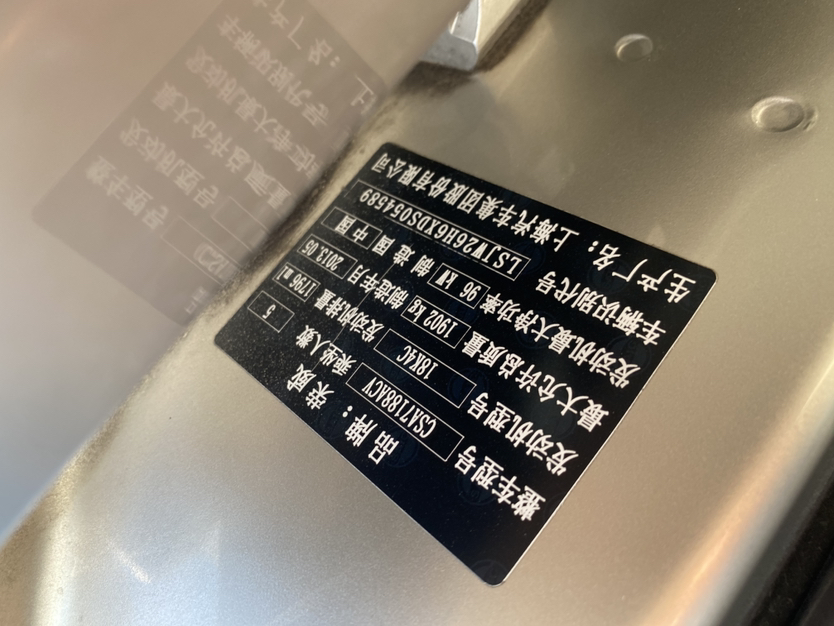 品牌：荣威
整车型号 CSA7188ACV 乘坐人数 5
发动机型号 18K4C 发动机排量 1796 ml
最大允许总质量 1902 kg 制造年月 2013.05
发动机最大净功率 96 kW 制造国 中国
车辆识别代号 LSJW26H6XDS054589
生产厂名：上海汽车集团股份有限公司